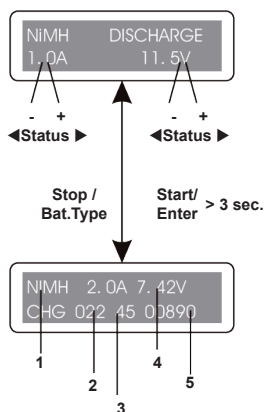 NiMH DISCHARGE
1.0A 11.5V
- + - +
◀Status ▶ ◀Status ▶
Stop / Start/
Bat.Type Enter > 3 sec.
NIMH 2.0A 7.42V
CHG 022 45 00890
1 2 3 4 5